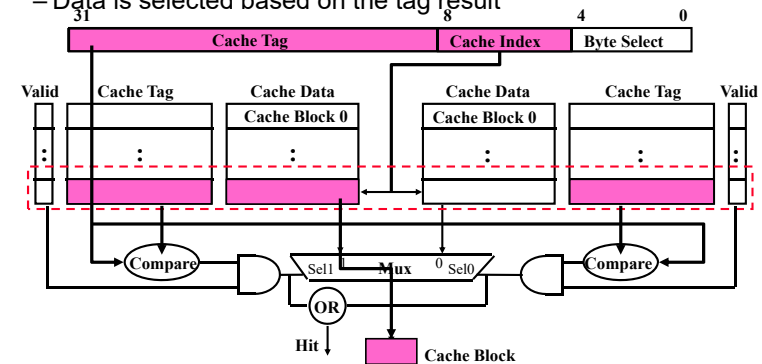 – Data is selected based on the tag result
31 8 4 0
Cache Tag Cache Index Byte Select
Valid Cache Tag Cache Data Cache Data Cache Tag Valid
Cache Block 0 Cache Block 0
: : : : : :
Compare Sel1 1 Mux 0 Sel0 Compare
OR
Hit
Cache Block